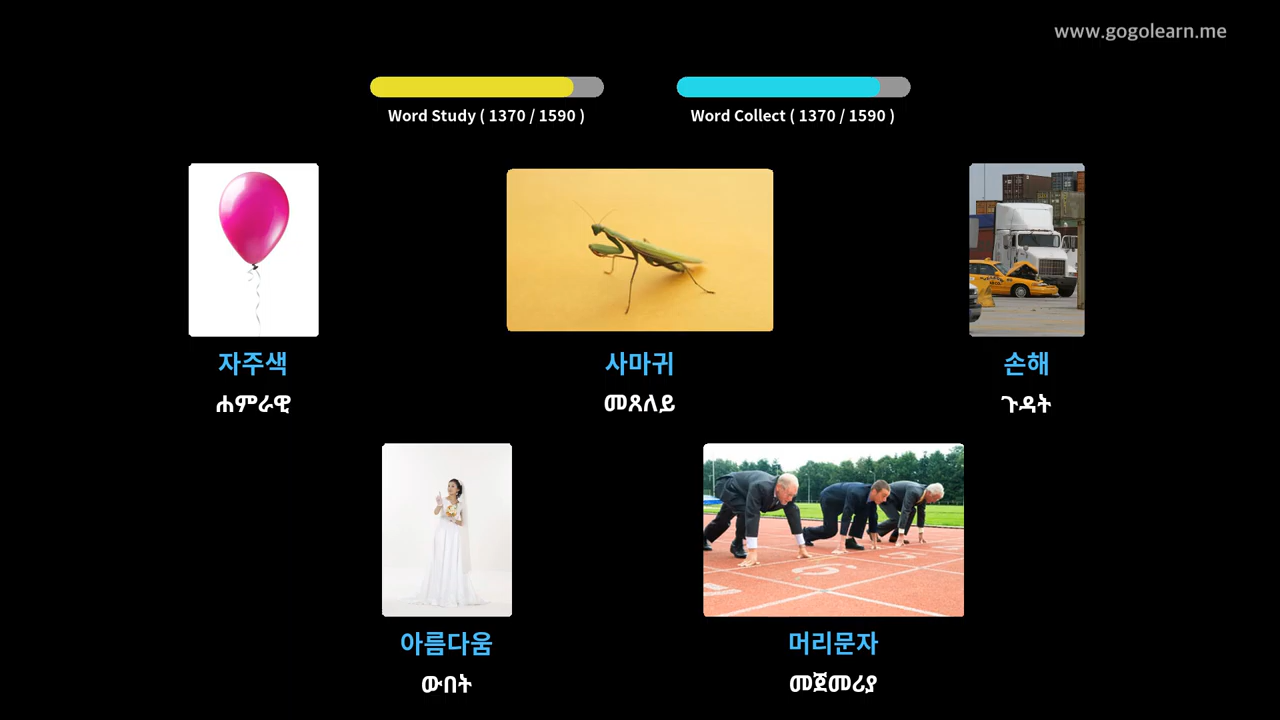 www.gogolearn.me
Word Study ( 1370 / 1590 )
Word Collect ( 1370 / 1590 )
자주색
사마귀
손해
ሐምራዊ
መጸለይ
ጉዳት
아름다움
머리문자
ውበት
መጀመሪያ